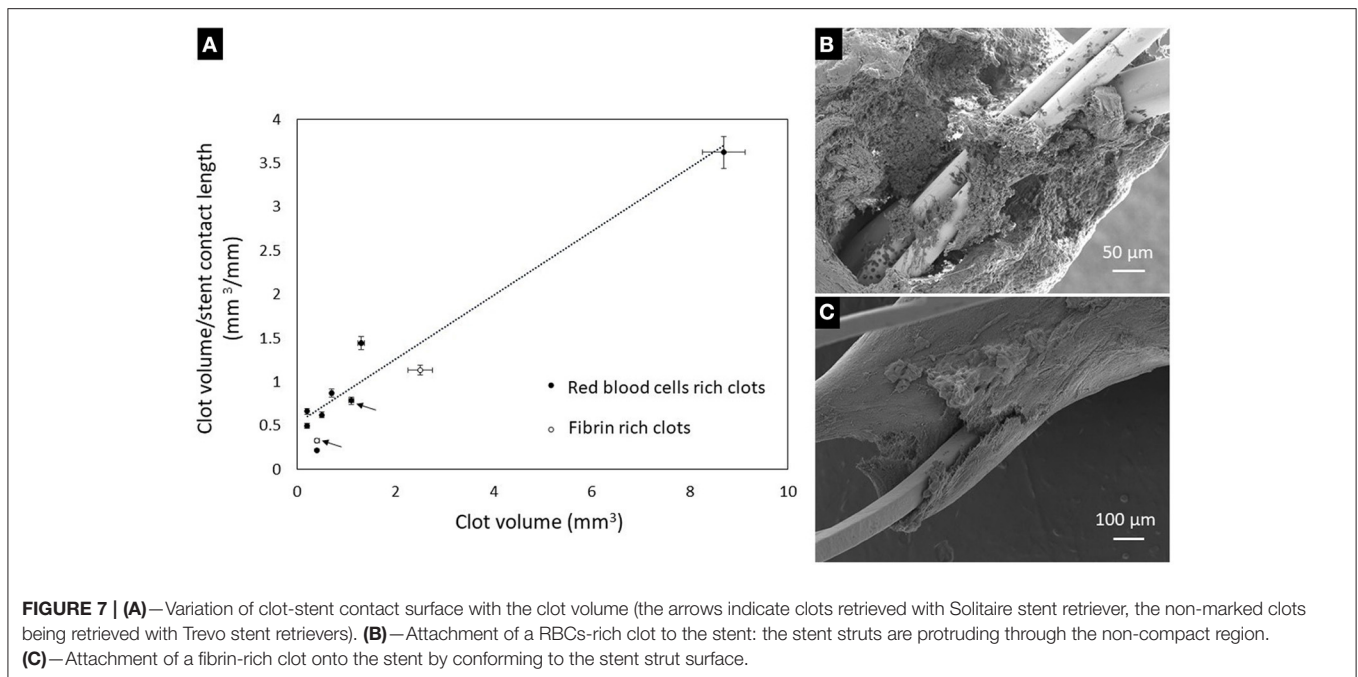 A
Clot volume/stent contact length
(mm³/mm)
4
3.5
3
2.5
2
1.5
1
0.5
0
0
2
4
6
8
10
Clot volume (mm³)
Red blood cells rich clots
Fibrin rich clots
B
50 µm
C
100 µm
FIGURE 7 | (A)—Variation of clot-stent contact surface with the clot volume (the arrows indicate clots retrieved with Solitaire stent retriever, the non-marked clots
being retrieved with Trevo stent retrievers). (B)—Attachment of a RBCs-rich clot to the stent: the stent struts are protruding through the non-compact region.
(C)—Attachment of a fibrin-rich clot onto the stent by conforming to the stent strut surface.